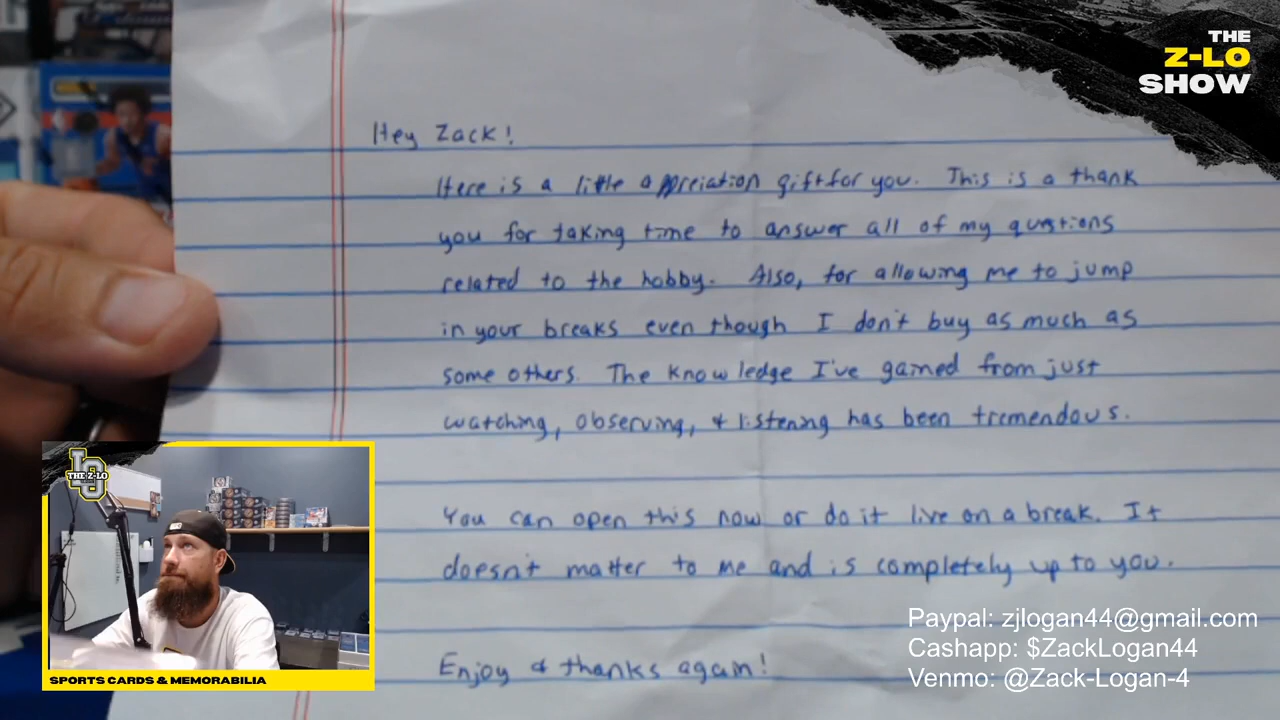 THE
Z-LO
SHOW
Hey Zack!
Here is a little appreiation gift for you. This is a thank
you for taking time to answer all of my questions
related to the hobby. Also, for allowing me to jump
in your breaks even though I don't buy as much as
some others. The knowledge I've gained from just
watching, observing, & listening has been tremendous.
You can open this now or do it live on a break. It
doesn't matter to me and is completely up to you.
Enjoy & thanks again!
Paypal: zjlogan44@gmail.com
Cashapp: $ZackLogan44
Venmo: @Zack-Logan-4
LO
THE Z-LO
SPORTS CARDS & MEMORABILIA